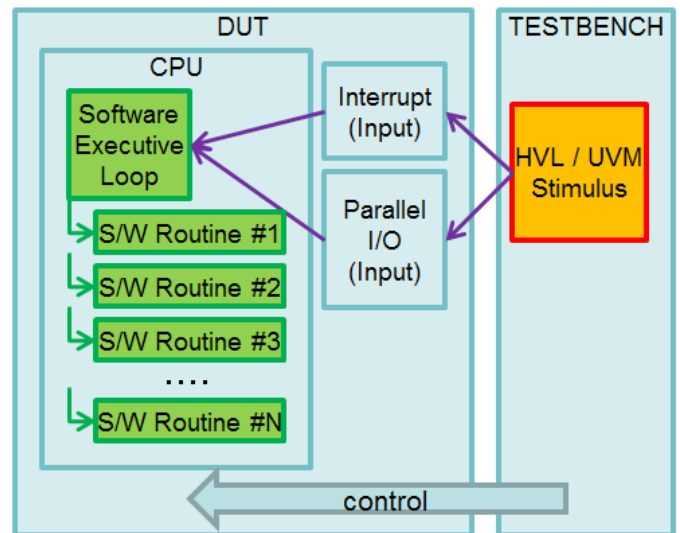 DUT
TESTBENCH
CPU
Software
Executive
Loop
Interrupt
(Input)
HVL / UVM
Stimulus
Parallel
I/O
(Input)
S/W Routine #1
S/W Routine #2
S/W Routine #3
....
S/W Routine #N
control